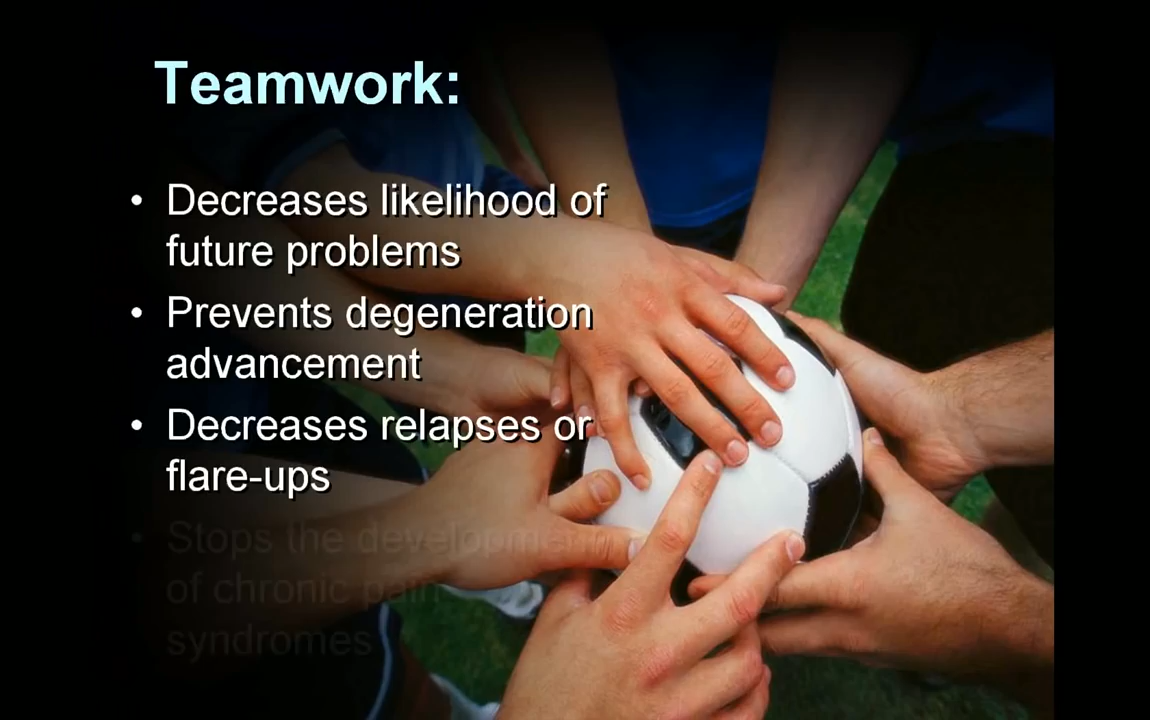 Teamwork:
• Decreases likelihood of
future problems
• Prevents degeneration
advancement
• Decreases relapses or
flare-ups
• Stops the development
of chronic pain
syndromes